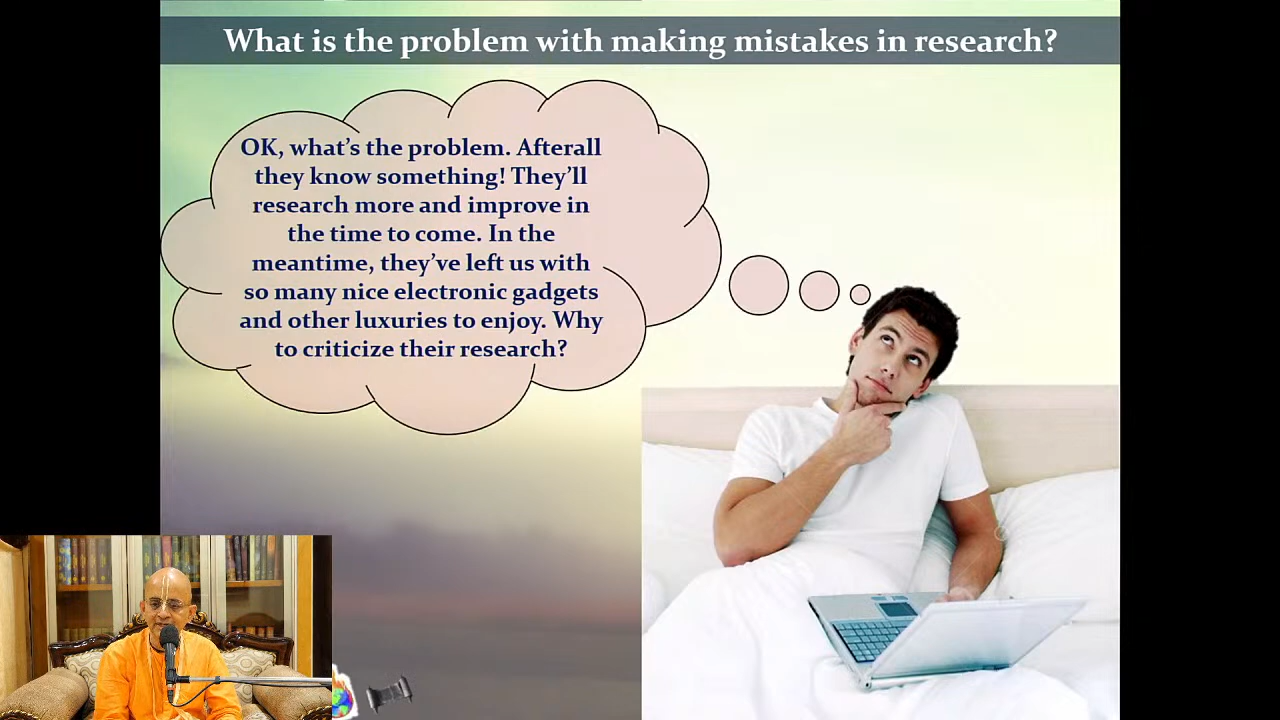 What is the problem with making mistakes in research?
OK, what's the problem. Afterall
they know something! They'll
research more and improve in
the time to come. In the
meantime, they've left us with
so many nice electronic gadgets
and other luxuries to enjoy. Why
to criticize their research?